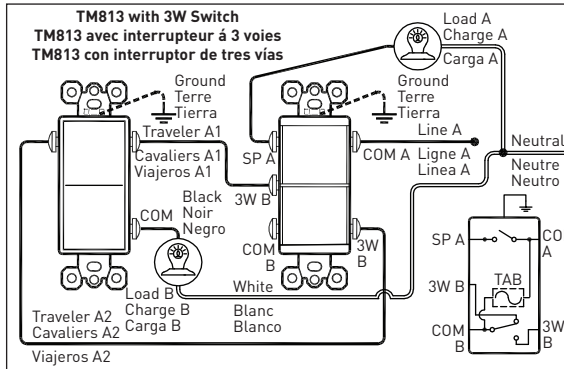 TM813 with 3W Switch
TM813 avec interrupteur á 3 voies
TM813 con interruptor de tres vías
Load A
Charge A
Carga A
Ground
Terre
Tierra
Ground
Terre
Tierra
Traveler A1
Cavaliers A1
Viajeros A1
SP A
COM A
Line A
Ligne A
Linea A
Neutral
Neutre
Neutro
3W B
COM
Black
Noir
Negro
COM
B
3W
B
Load B
Charge B
Carga B
White
Blanc
Blanco
Traveler A2
Cavaliers A2
Viajeros A2
SP A
CO
A
3W B
TAB
COM
B
3W
B